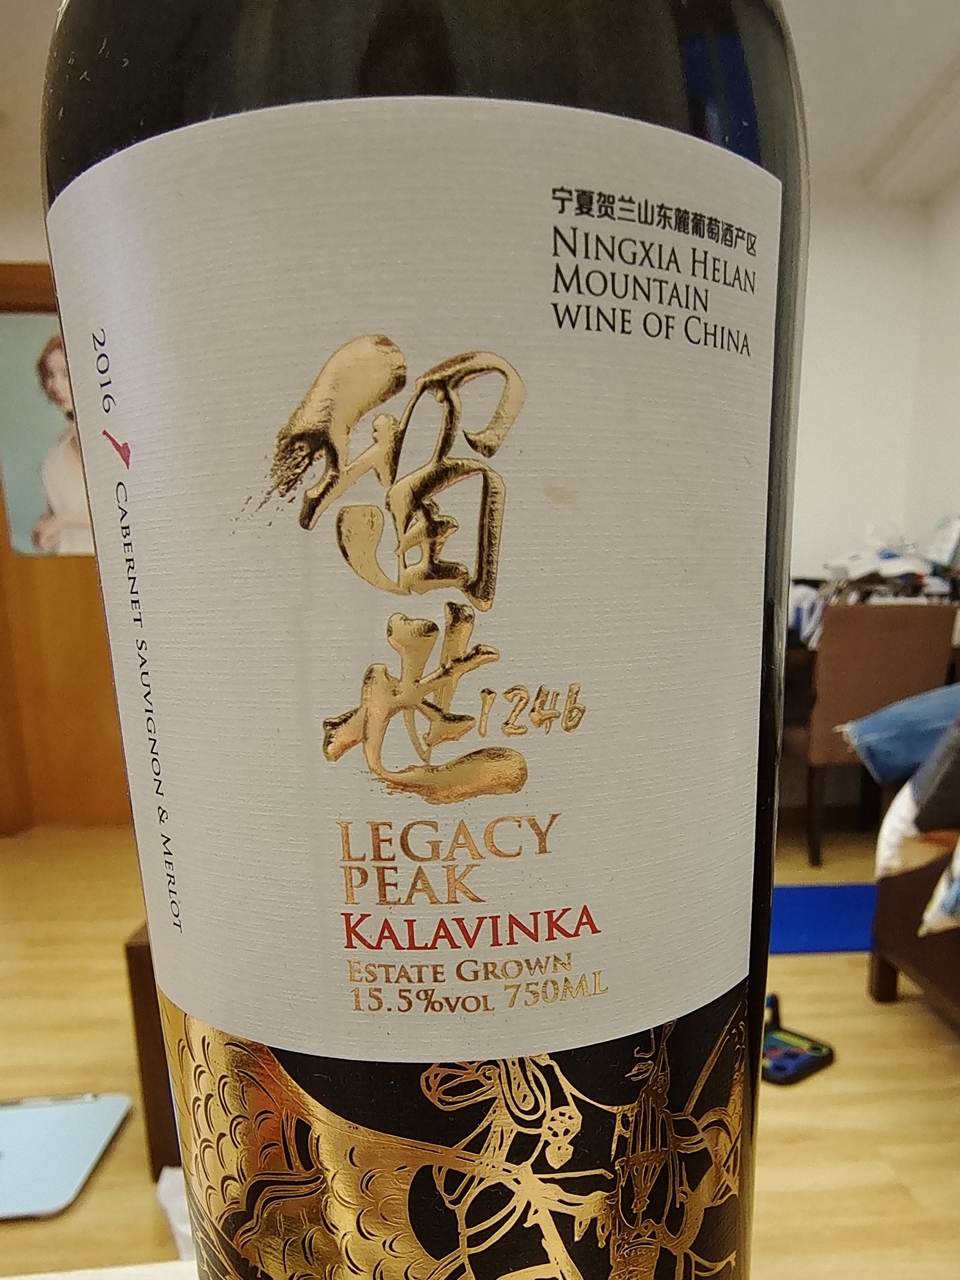 宁夏贺兰山东麓葡萄酒产区
NINGXIA HELAN
MOUNTAIN
WINE OF CHINA
2016 CABERNET SAUVIGNON & MERLOT
留世
1246
LEGACY
PEAK
KALAVINKA
ESTATE GROWN
15.5%VOL 750ML